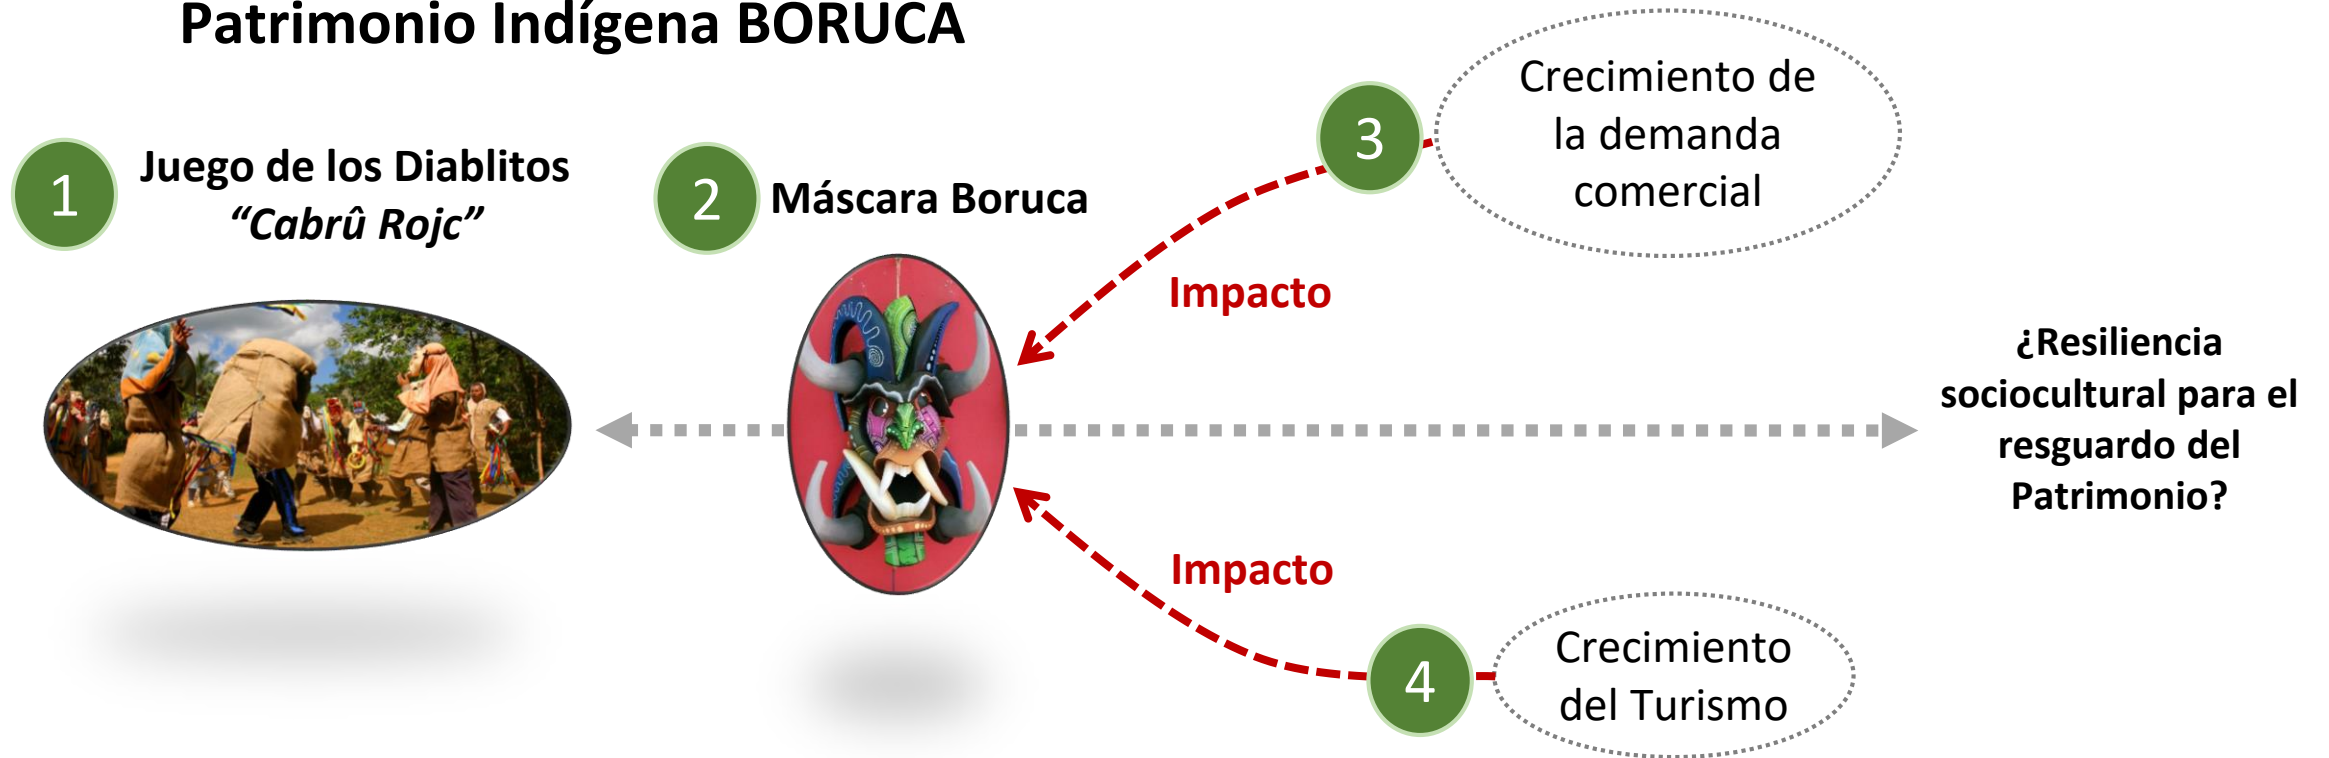 Patrimonio Indígena BORUCA
1
Juego de los Diablitos
“Cabrû Rojc”
2
Máscara Boruca
3
Crecimiento de
la demanda
comercial
Impacto
¿Resiliencia
sociocultural para el
resguardo del
Patrimonio?
Impacto
4
Crecimiento
del Turismo